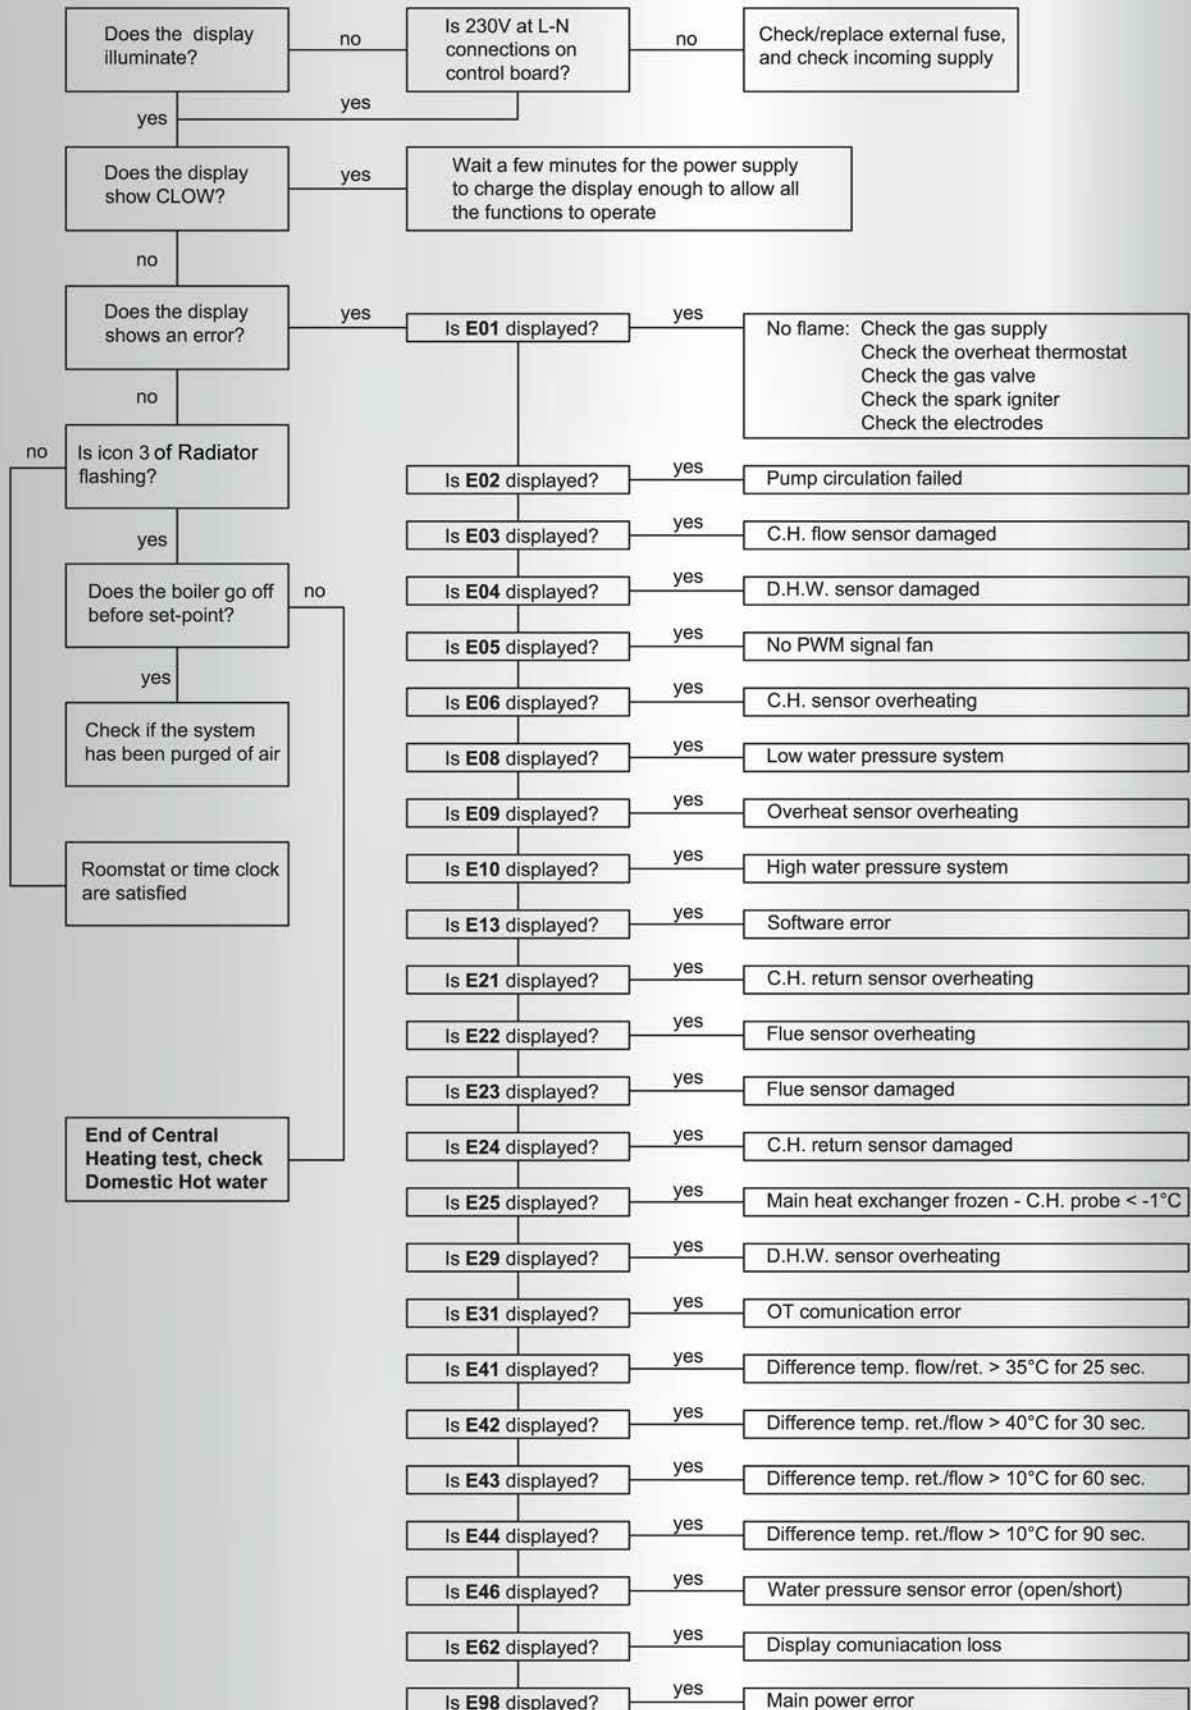 Does the display
illuminate?
no
Is 230V at L-N
connections on
control board?
no
Check/replace external fuse,
and check incoming supply
yes
yes
Does the display
show CLOW?
yes
Wait a few minutes for the power supply
to charge the display enough to allow all
the functions to operate
no
Does the display
shows an error?
yes
Is E01 displayed?
yes
No flame: Check the gas supply
Check the overheat thermostat
Check the gas valve
Check the spark igniter
Check the electrodes
no
no
Is icon 3 of Radiator
flashing?
yes
Does the boiler go off
before set-point?
no
yes
Check if the system
has been purged of air
Roomstat or time clock
are satisfied
End of Central
Heating test, check
Domestic Hot water
Is E02 displayed?
yes
Pump circulation failed
Is E03 displayed?
yes
C.H. flow sensor damaged
Is E04 displayed?
yes
D.H.W. sensor damaged
Is E05 displayed?
yes
No PWM signal fan
Is E06 displayed?
yes
C.H. sensor overheating
Is E08 displayed?
yes
Low water pressure system
Is E09 displayed?
yes
Overheat sensor overheating
Is E10 displayed?
yes
High water pressure system
Is E13 displayed?
yes
Software error
Is E21 displayed?
yes
C.H. return sensor overheating
Is E22 displayed?
yes
Flue sensor overheating
Is E23 displayed?
yes
Flue sensor damaged
Is E24 displayed?
yes
C.H. return sensor damaged
Is E25 displayed?
yes
Main heat exchanger frozen - C.H. probe < -1°C
Is E29 displayed?
yes
D.H.W. sensor overheating
Is E31 displayed?
yes
OT comunication error
Is E41 displayed?
yes
Difference temp. flow/ret. > 35°C for 25 sec.
Is E42 displayed?
yes
Difference temp. ret./flow > 40°C for 30 sec.
Is E43 displayed?
yes
Difference temp. ret./flow > 10°C for 60 sec.
Is E44 displayed?
yes
Difference temp. ret./flow > 10°C for 90 sec.
Is E46 displayed?
yes
Water pressure sensor error (open/short)
Is E62 displayed?
yes
Display comuniacation loss
Is E98 displayed?
yes
Main power error